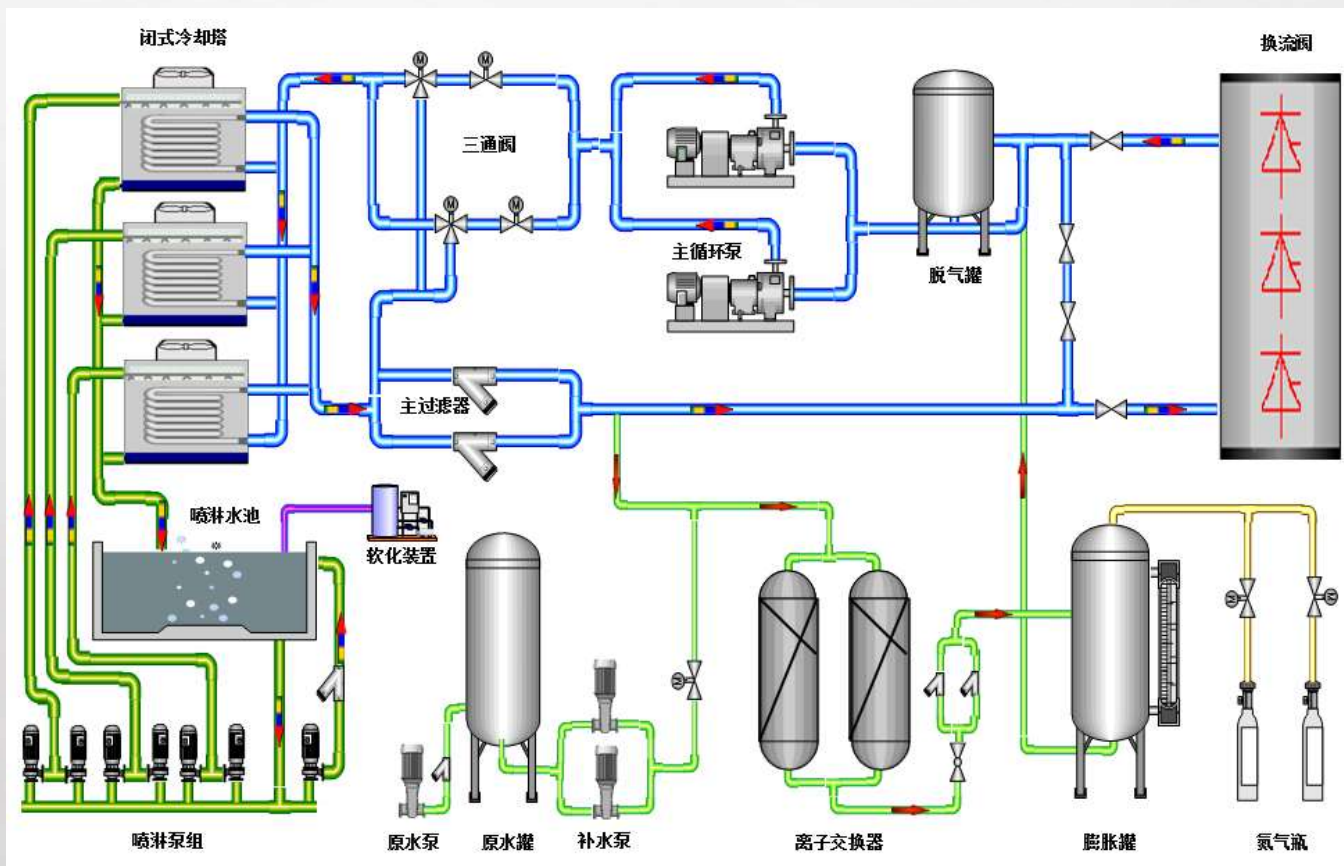 闭式冷却塔
换流阀
M
M
三通阀
M
M
主循环泵
脱气罐
主过滤器
喷淋水池
软化装置
M
M
M
喷淋泵组
原水泵
原水罐
补水泵
离子交换器
膨胀罐
氮气瓶